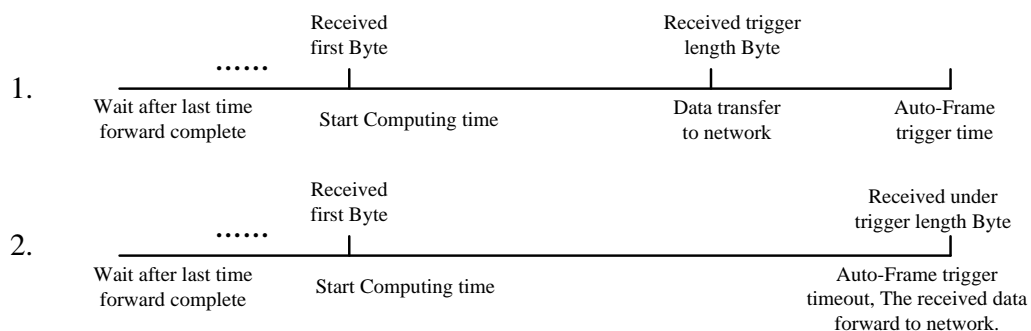 Received
first Byte
Received trigger
length Byte
......
1.
Wait after last time
forward complete
Start Computing time
Data transfer
to network
Auto-Frame
trigger time
Received
first Byte
Received under
trigger length Byte
......
2.
Wait after last time
forward complete
Start Computing time
Auto-Frame trigger
timeout, The received data
forward to network.